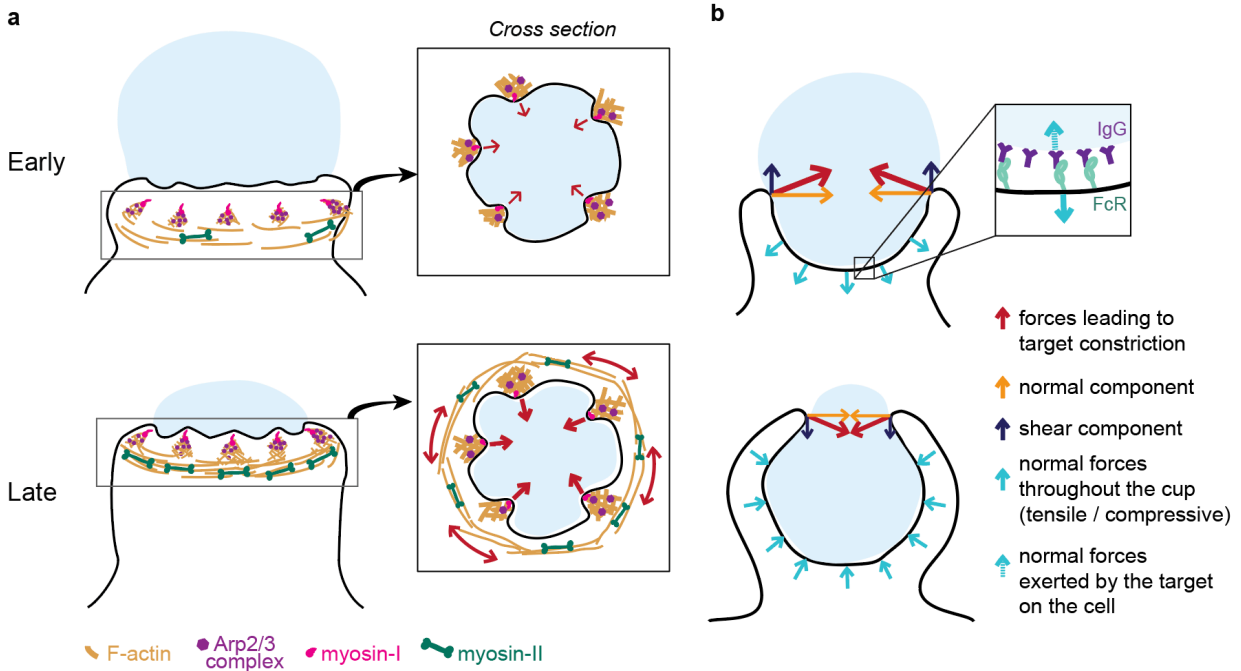 a
Cross section
Early
Late
F-actin
Arp2/3
complex
myosin-I
myosin-II
b
IgG
FcR
forces leading to
target constriction
normal component
shear component
normal forces
throughout the cup
(tensile / compressive)
normal forces
exerted by the target
on the cell